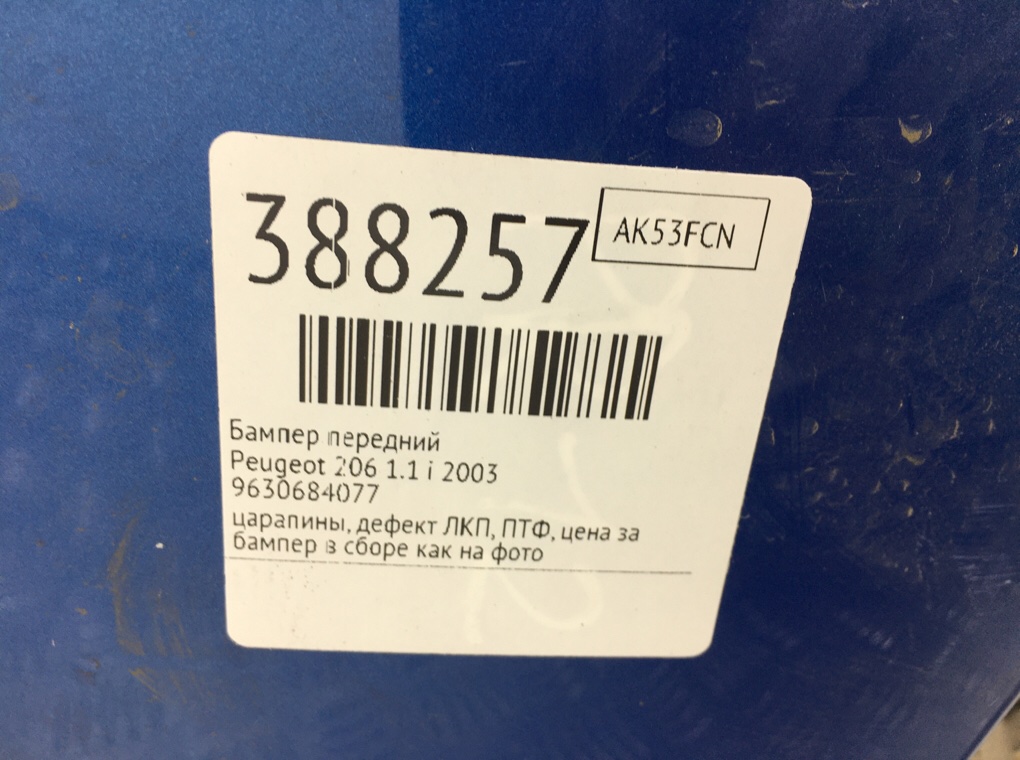 388257
AK53FCN
Бампер передний
Peugeot 206 1.1 i 2003
9630684077
царапины, дефект ЛКП, ПТФ, цена за
бампер в сборе как на фото